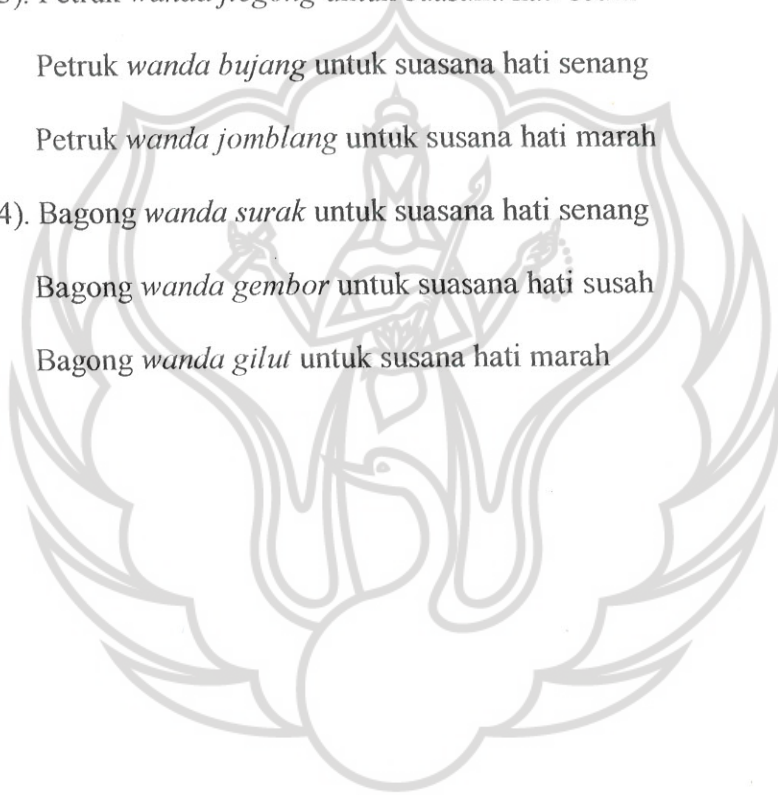 Petruk wanda bujang untuk suasana hati senang
Petruk wanda jomblang untuk susana hati marah
4). Bagong wanda surak untuk suasana hati senang
Bagong wanda gembor untuk suasana hati susah
Bagong wanda gilut untuk susana hati marah